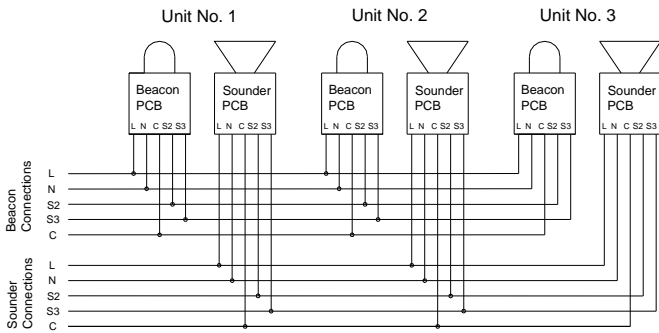 Unit No. 1
Unit No. 2
Unit No. 3
Beacon
PCB
L N C S2 S3
Sounder
PCB
L N C S2 S3
Beacon
PCB
L N C S2 S3
Sounder
PCB
L N C S2 S3
Beacon
PCB
L N C S2 S3
Sounder
PCB
L N C S2 S3
Beacon
Connections
L
N
S2
S3
C
Sounder
Connections
L
N
S2
S3
C